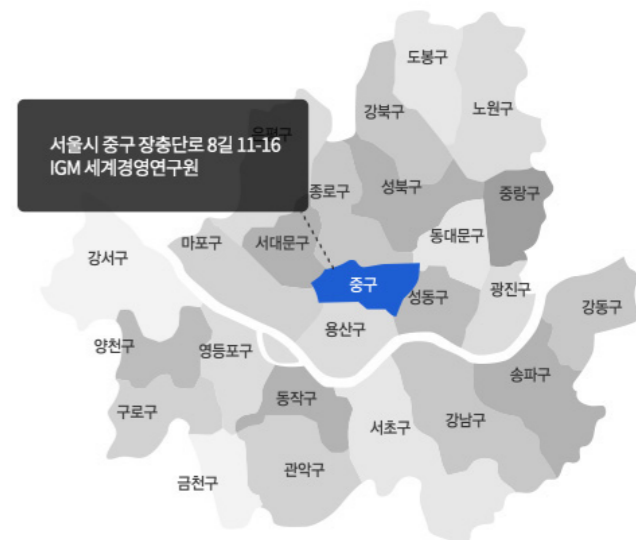 도봉구
노원구
강북구
은평구
서울시 중구 장충단로 8길 11-16
IGM 세계경영연구원
종로구
성북구
중랑구
마포구
서대문구
동대문구
강서구
중구
성동구
광진구
강동구
용산구
양천구
영등포구
송파구
동작구
구로구
서초구
강남구
관악구
금천구